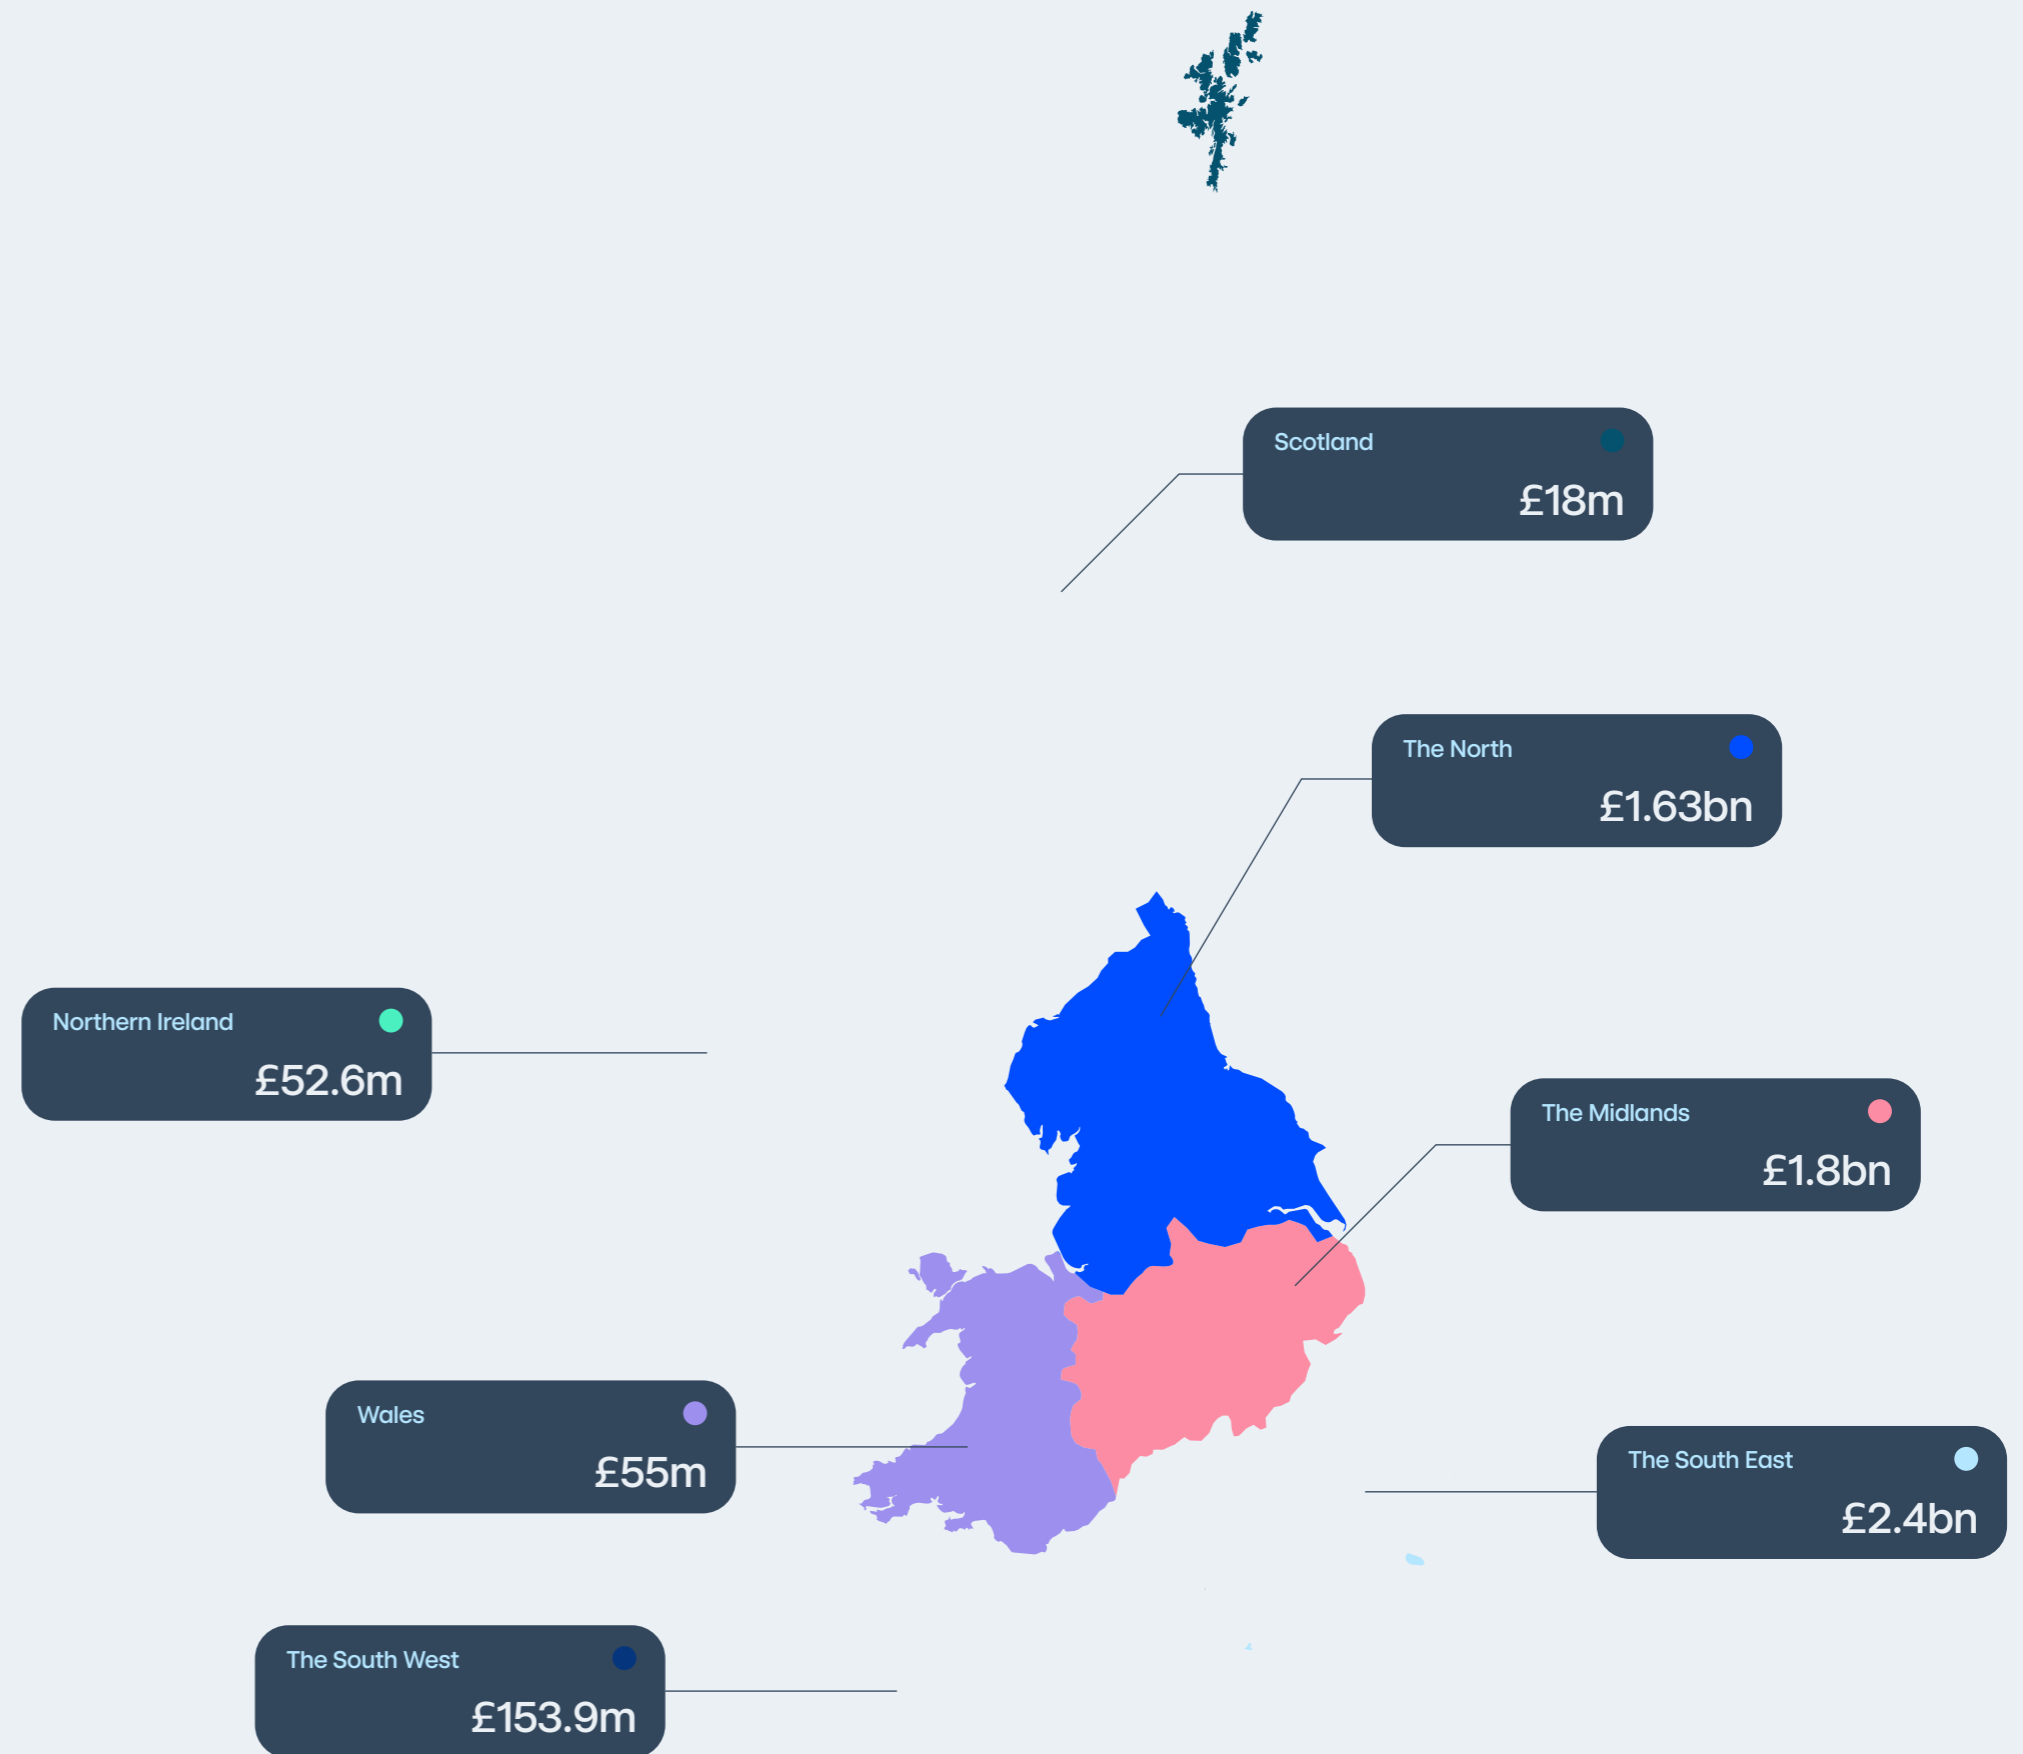 Scotland
£18m
The North
£1.63bn
Northern Ireland
£52.6m
The Midlands
£1.8bn
Wales
£55m
The South East
£2.4bn
The South West
£153.9m